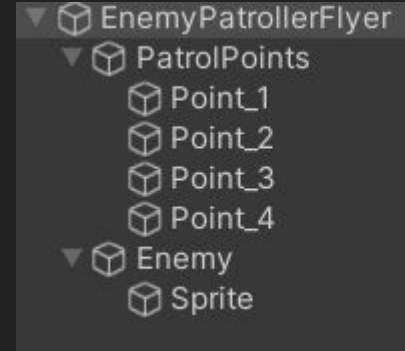 EnemyPatrollerFlyer
PatrolPoints
Point_1
Point_2
Point_3
Point_4
Enemy
Sprite